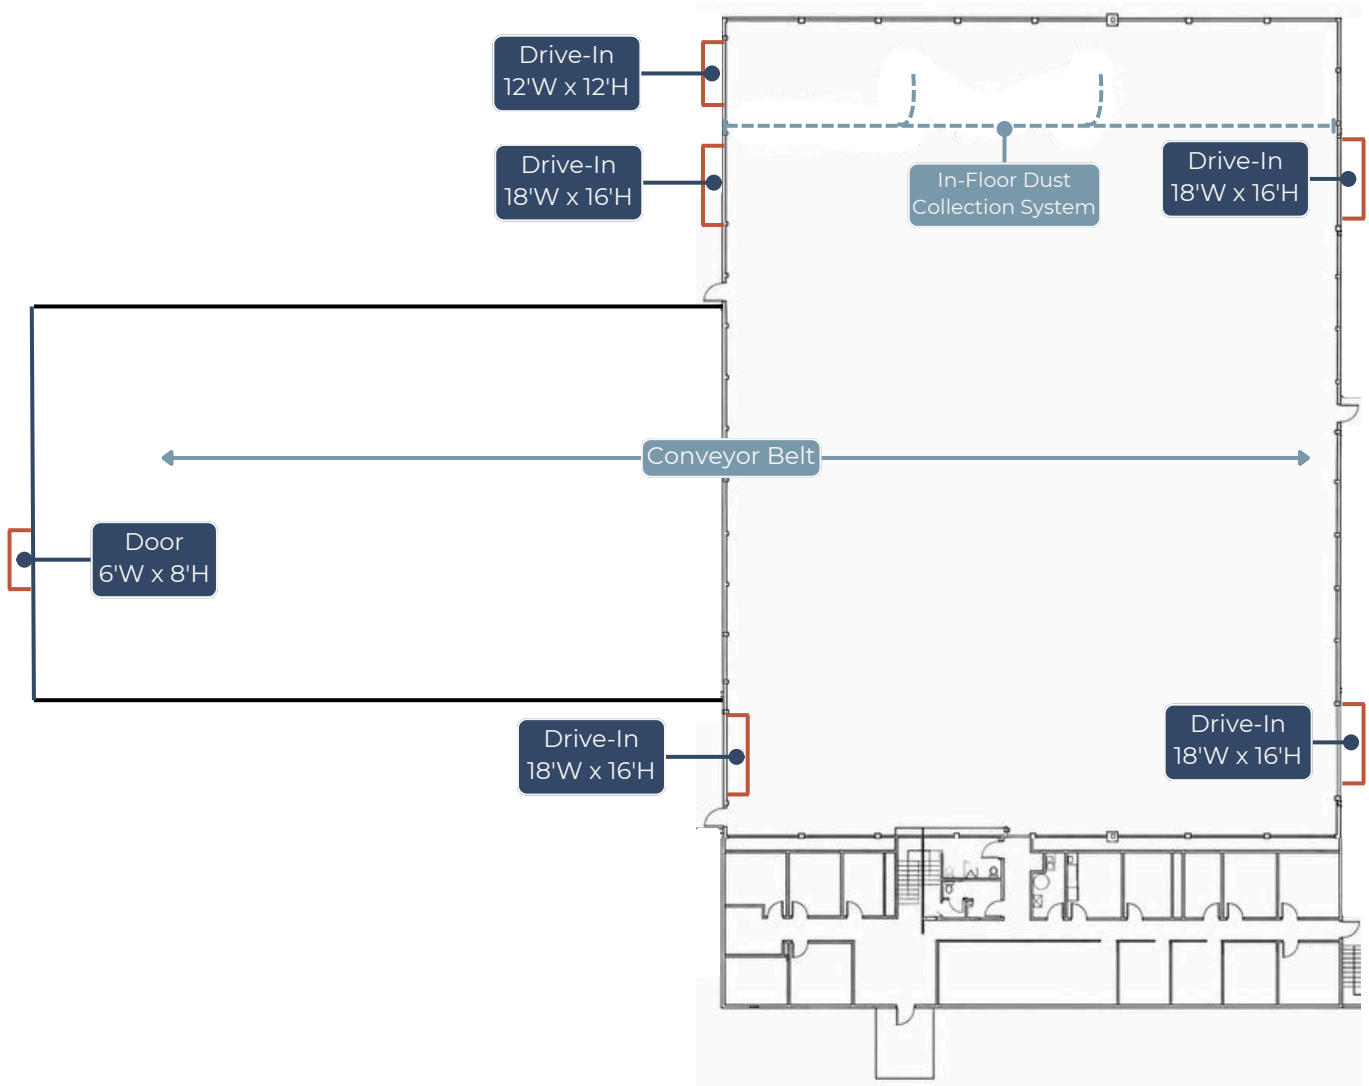 Drive-In
12'W x 12'H
Drive-In
18'W x 16'H
In-Floor Dust
Collection System
Drive-In
18'W x 16'H
Conveyor Belt
Door
6'W x 8'H
Drive-In
18'W x 16'H
Drive-In
18'W x 16'H